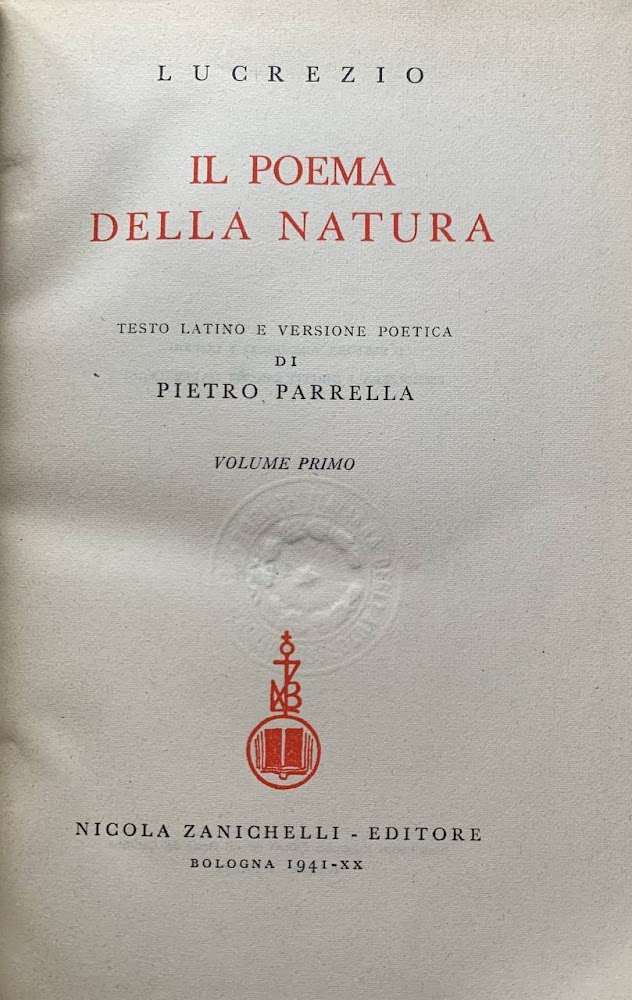 LUCREZIO
IL POEMA
DELLA NATURA
TESTO LATINO E VERSIONE POETICA
DI
PIETRO PARRELLA
VOLUME PRIMO
NICOLA ZANICHELLI - EDITORE
BOLOGNA 1941-XX